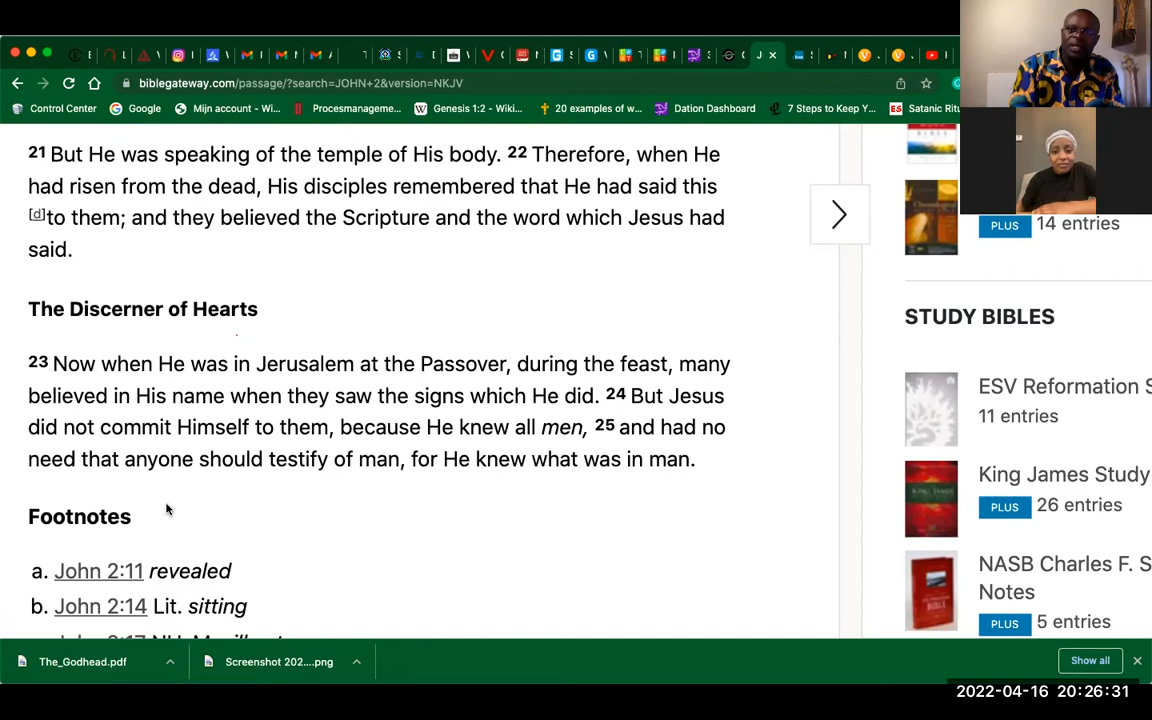 biblegateway.com/passage/?search=JOHN+2&version=NKJV
Control Center
Google
Mijn account - Wi...
Procesmanageme...
Genesis 1:2 - Wiki...
20 examples of w...
Dation Dashboard
7 Steps to Keep Y...
Satanic Ritu
21 But He was speaking of the temple of His body. 22 Therefore, when He
had risen from the dead, His disciples remembered that He had said this
[d]to them; and they believed the Scripture and the word which Jesus had
said.
The Discerner of Hearts
23 Now when He was in Jerusalem at the Passover, during the feast, many
believed in His name when they saw the signs which He did. 24 But Jesus
did not commit Himself to them, because He knew all men, 25 and had no
need that anyone should testify of man, for He knew what was in man.
Footnotes
a. John 2:11 revealed
b. John 2:14 Lit. sitting
PLUS 14 entries
STUDY BIBLES
ESV Reformation S
11 entries
King James Study
PLUS 26 entries
NASB Charles F. S
Notes
PLUS 5 entries
The_Godhead.pdf
Screenshot 202....png
Show all
2022-04-16 20:26:31